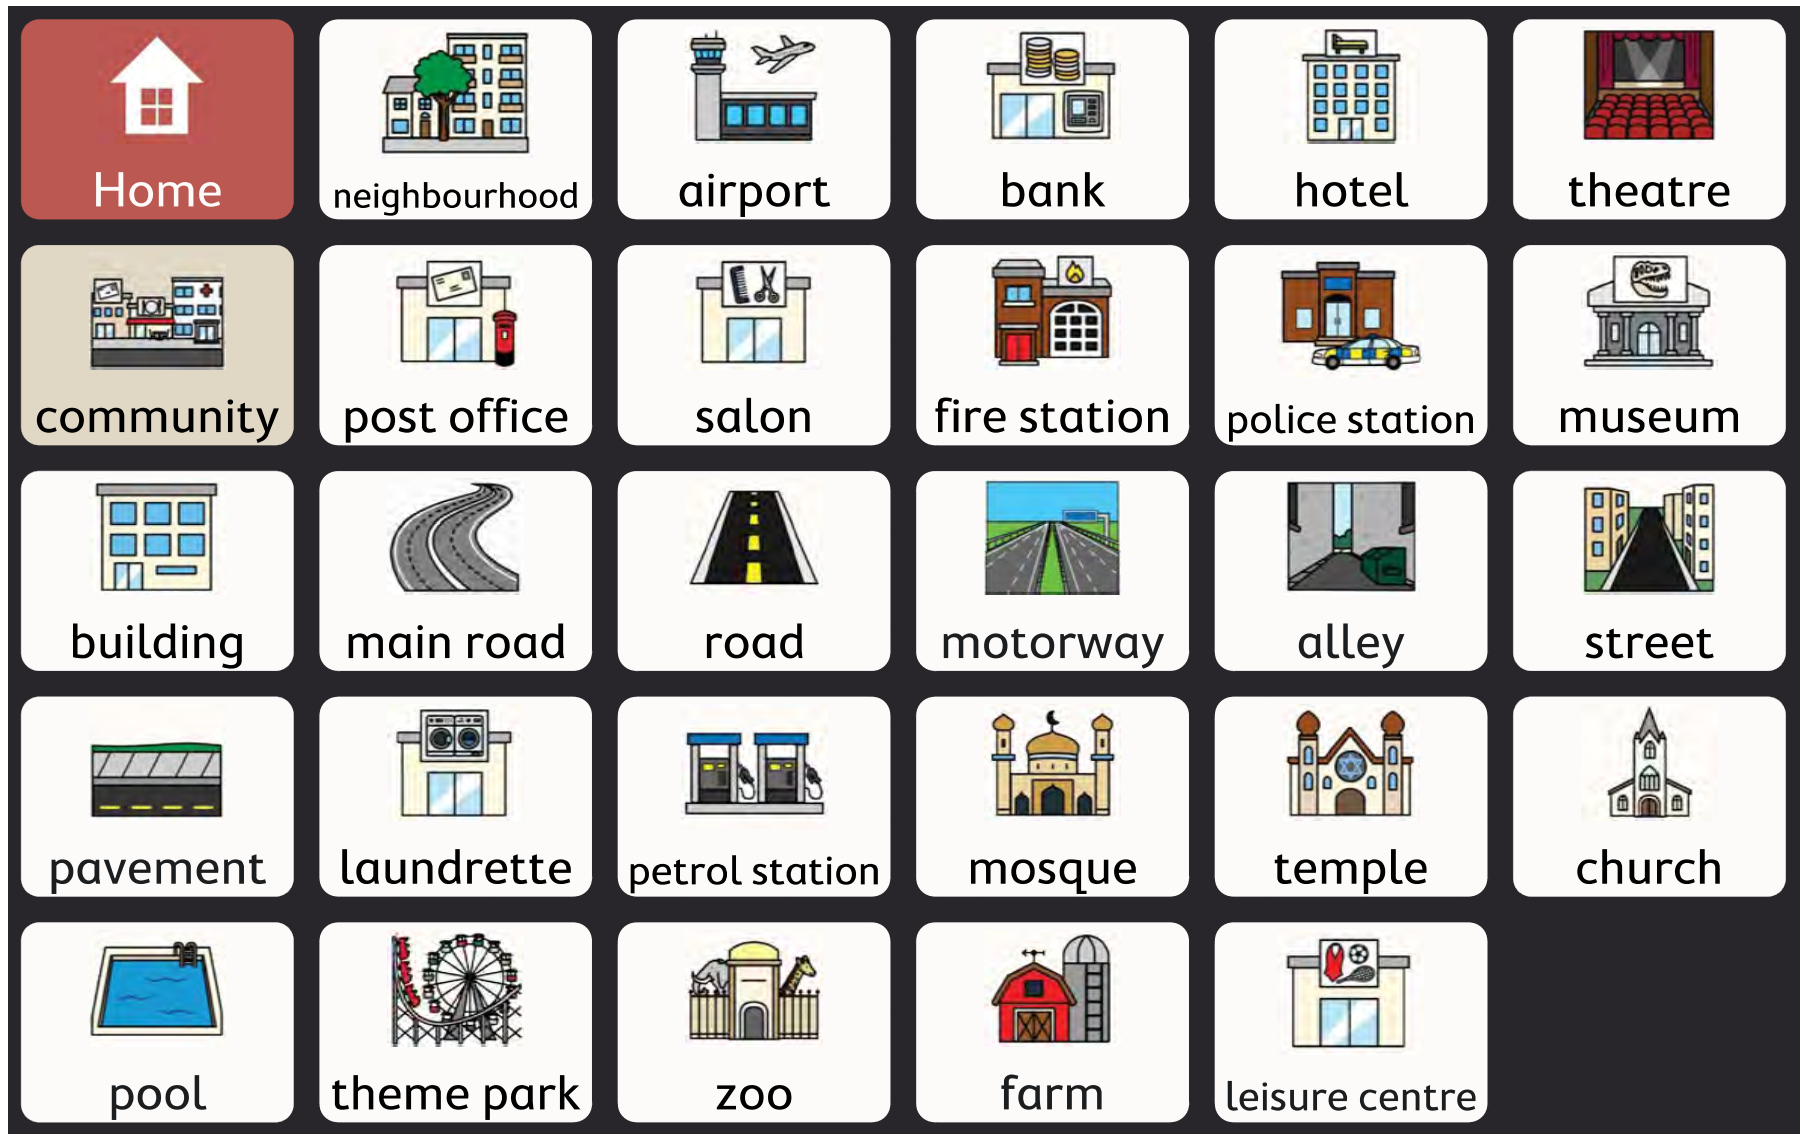 Home
neighbourhood
airport
bank
hotel
theatre
community
post office
salon
fire station
police station
museum
building
main road
road
motorway
alley
street
pavement
laundrette
petrol station
mosque
temple
church
pool
theme park
zoo
farm
leisure centre